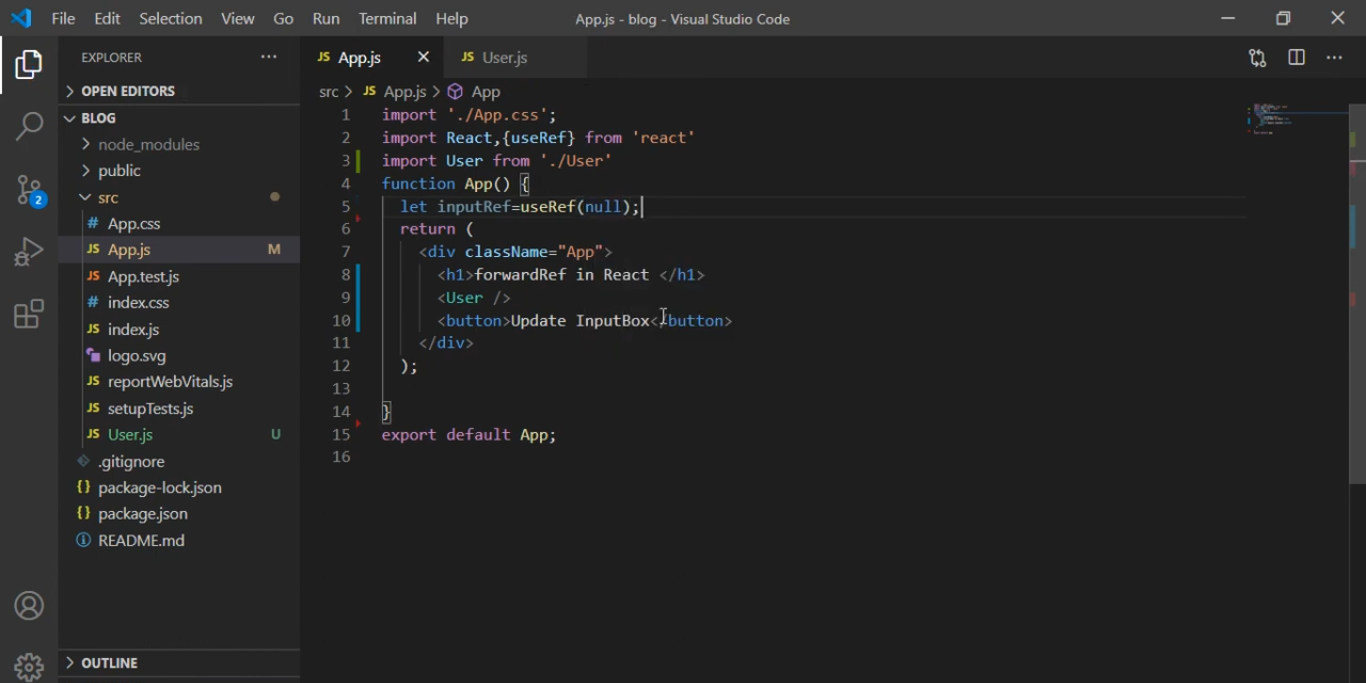 File Edit Selection View Go Run Terminal Help App.js - blog - Visual Studio Code
EXPLORER
OPEN EDITORS
BLOG
node_modules
public
src
# App.css
JS App.js M
JS App.test.js
# index.css
JS index.js
logo.svg
JS reportWebVitals.js
JS setupTests.js
JS User.js U
.gitignore
{} package-lock.json
{} package.json
README.md
OUTLINE
2
JS App.js JS User.js
src > JS App.js > App
1 import './App.css';
2 import React,{useRef} from 'react'
3 import User from './User'
4 function App() {
5 let inputRef=useRef(null);
6 return (
7 <div className="App">
8 <h1>forwardRef in React </h1>
9 <User />
10 <button>Update InputBox</button>
11 </div>
12 );
13
14 }
15 export default App;
16